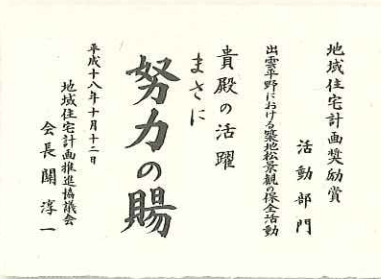 地域住宅計画奨励賞
活動部門
出雲平野における築地松景観の保全活動
貴殿の活躍
まさに
努力の賜
平成十八年十月十二日
地域住宅計画推進協議会
会長 関 淳一